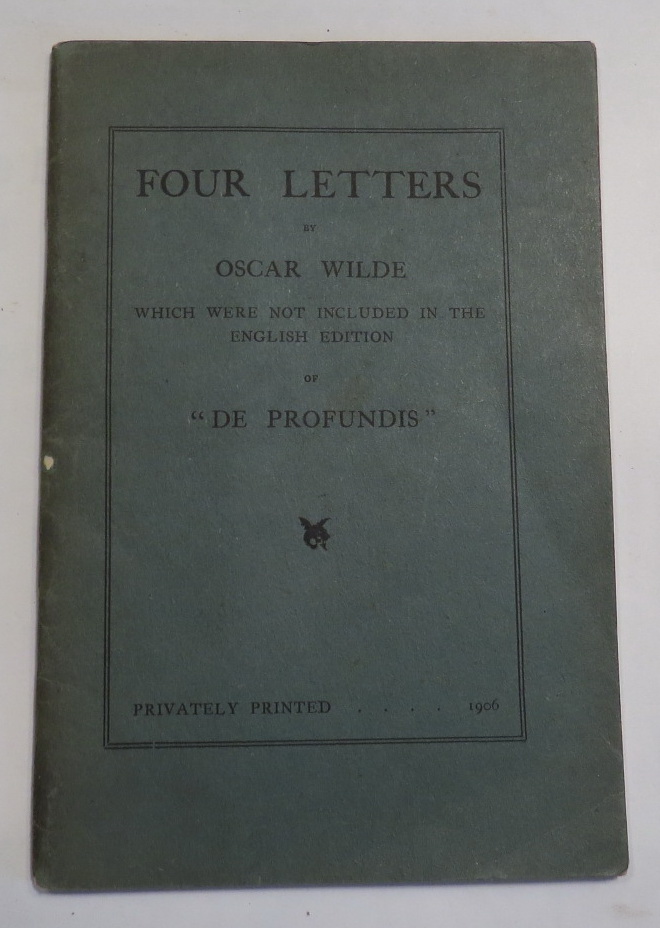 FOUR LETTERS
BY
OSCAR WILDE
WHICH WERE NOT INCLUDED IN THE
ENGLISH EDITION
OF
“DE PROFUNDIS”
PRIVATELY PRINTED . . . . 1906